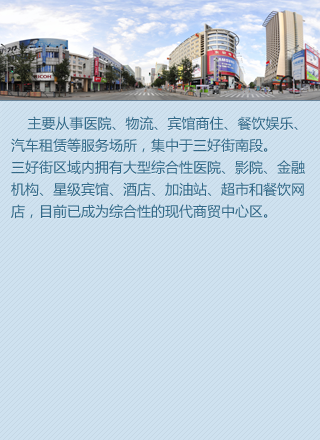 RICOH
主要从事医院、物流、宾馆商住、餐饮娱乐、
汽车租赁等服务场所，集中于三好街南段。
三好街区域内拥有大型综合性医院、影院、金融
机构、星级宾馆、酒店、加油站、超市和餐饮网
店，目前已成为综合性的现代商贸中心区。